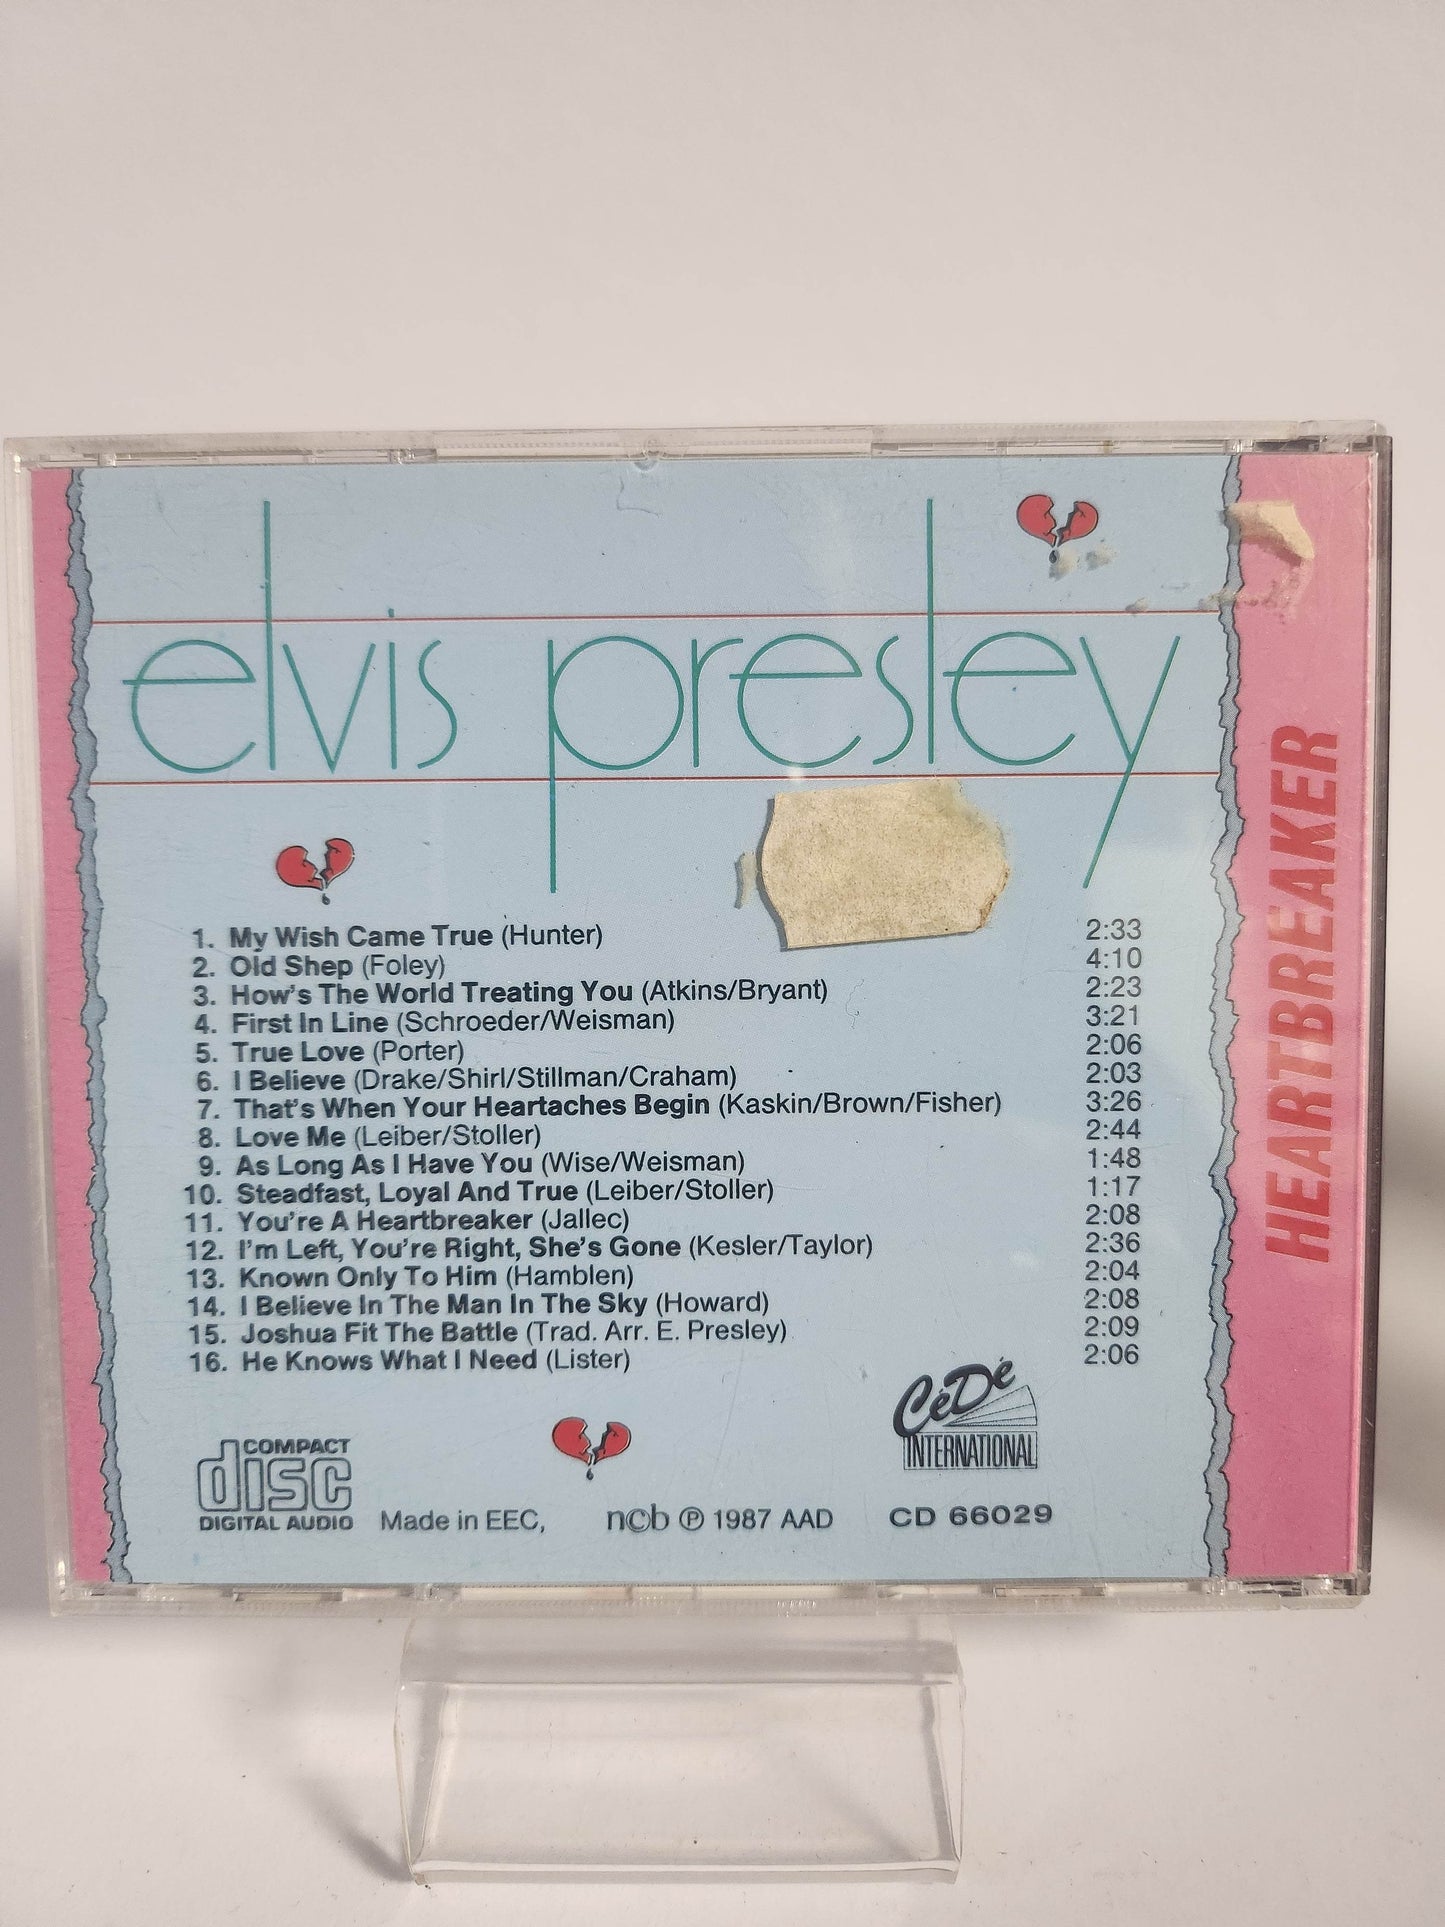 elvis presley
HEARTBREAKER
1. My Wish Came True (Hunter) 2:33
2. Old Shep (Foley) 4:10
3. How's The World Treating You (Atkins/Bryant) 2:23
4. First In Line (Schroeder/Weisman) 3:21
5. True Love (Porter) 2:06
6. I Believe (Drake/Shirl/Stillman/Craham) 2:03
7. That's When Your Heartaches Begin (Kaskin/Brown/Fisher) 3:26
8. Love Me (Leiber/Stoller) 2:44
9. As Long As I Have You (Wise/Weisman) 1:48
10. Steadfast, Loyal And True (Leiber/Stoller) 1:17
11. You're A Heartbreaker (Jallec) 2:08
12. I'm Left, You're Right, She's Gone (Kesler/Taylor) 2:36
13. Known Only To Him (Hamblen) 2:04
14. I Believe In The Man In The Sky (Howard) 2:08
15. Joshua Fit The Battle (Trad. Arr. E. Presley) 2:09
16. He Knows What I Need (Lister) 2:06
CéDé
INTERNATIONAL
COMPACT
disc
DIGITAL AUDIO
Made in EEC, n©b ℗ 1987 AAD CD 66029